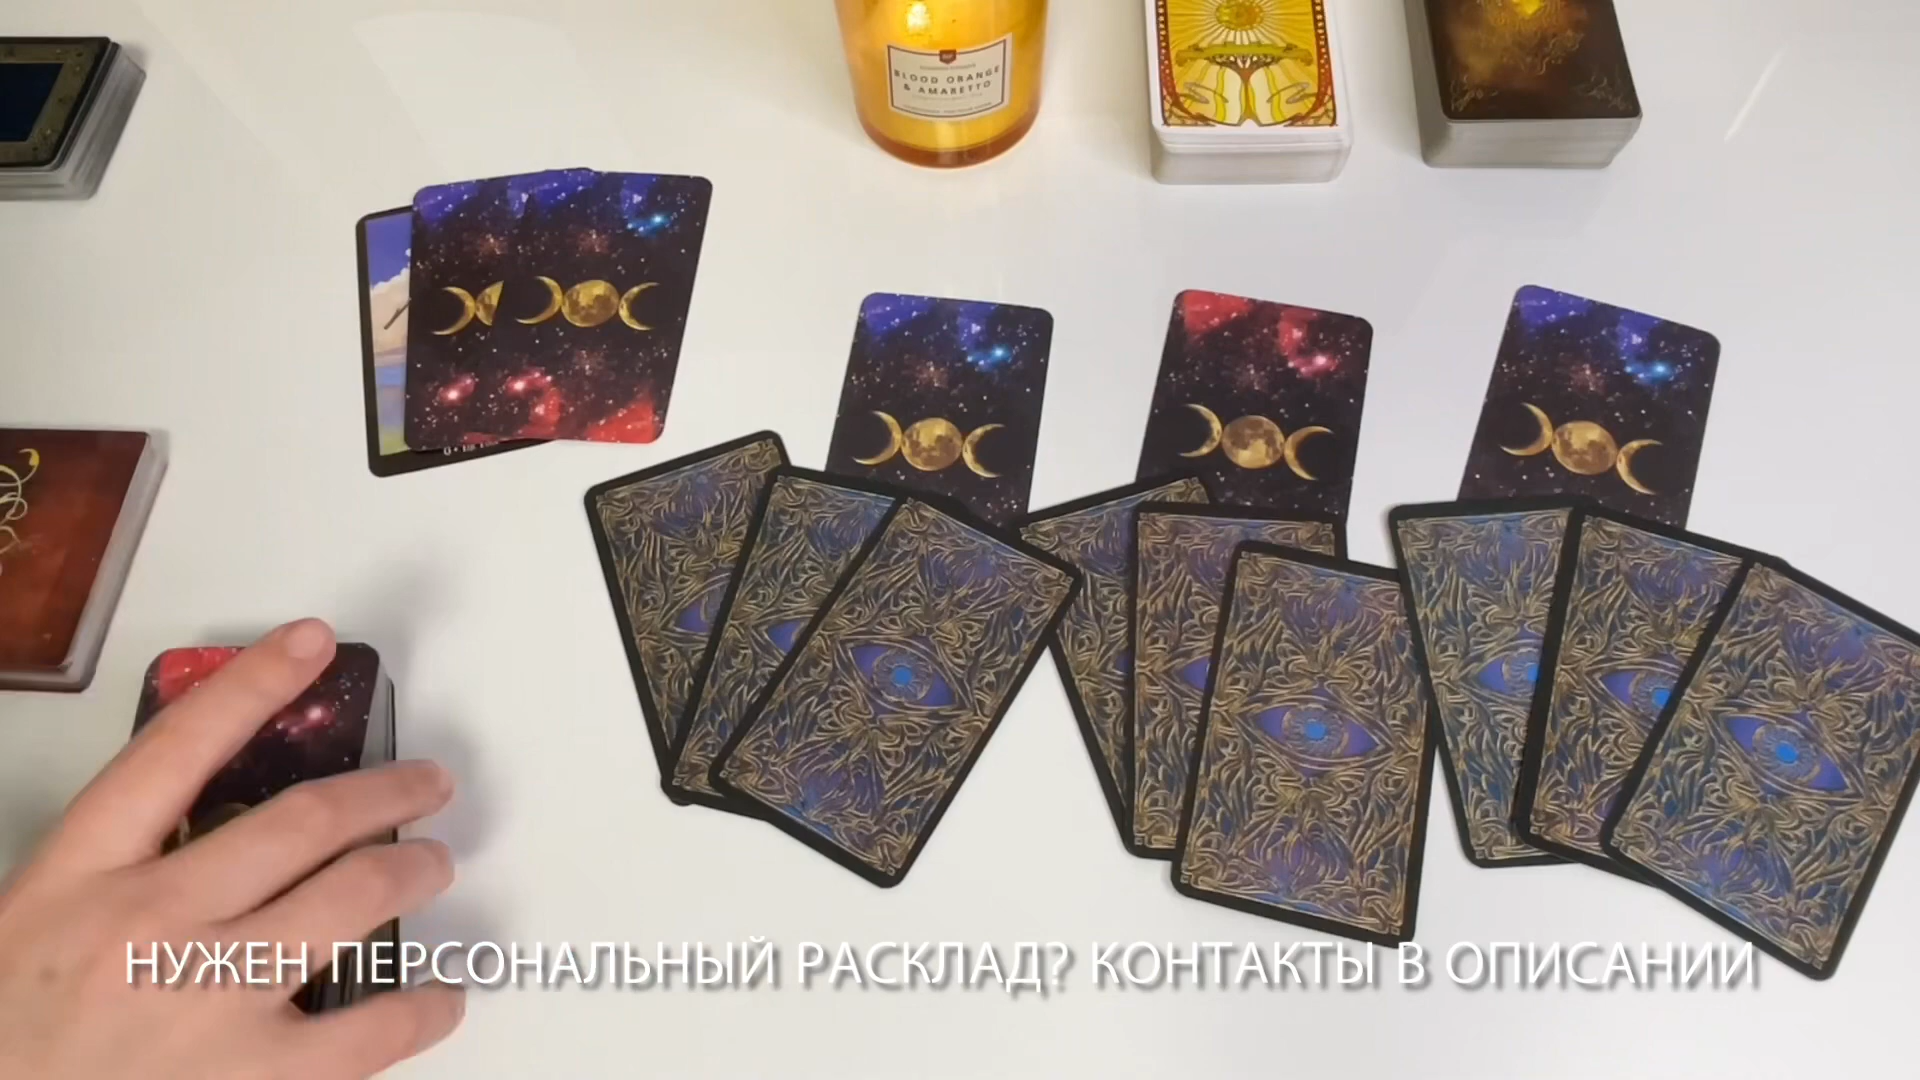 BLOOD ORANGE
& AMARETTO
НУЖЕН ПЕРСОНАЛЬНЫЙ РАСКЛАД? КОНТАКТЫ В ОПИСАНИИ